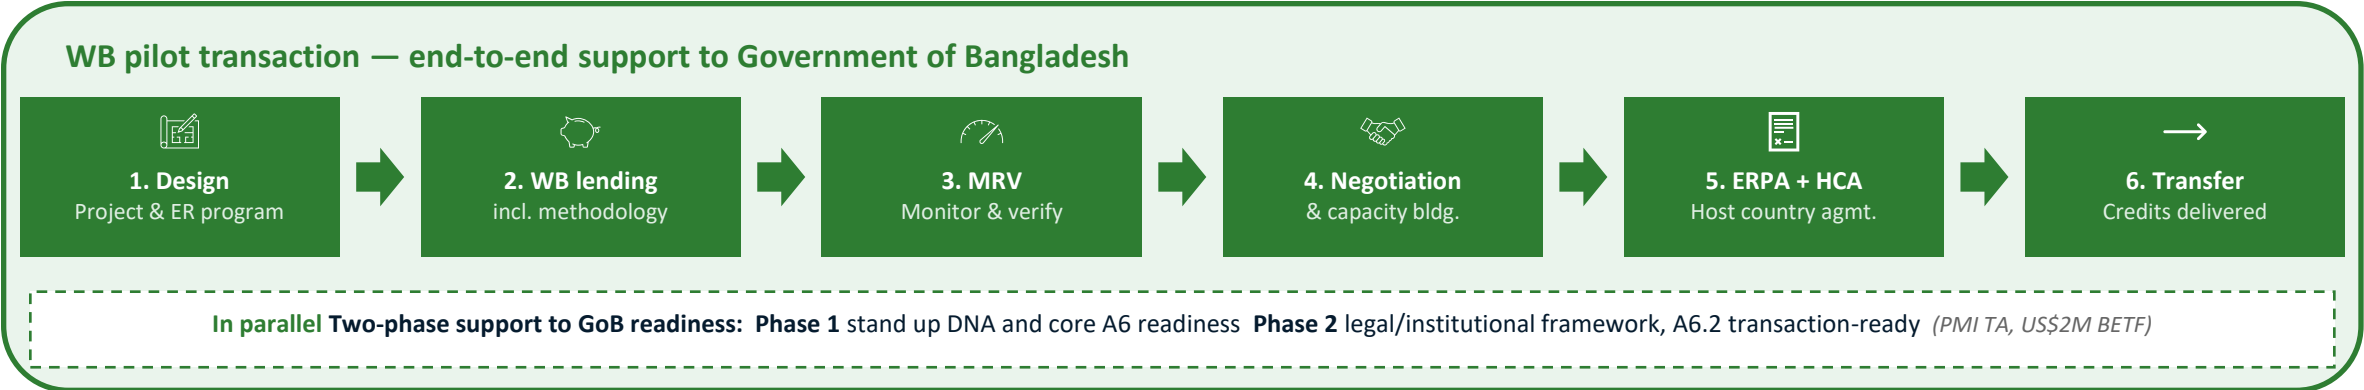 WB pilot transaction — end-to-end support to Government of Bangladesh
1. Design
Project & ER program
2. WB lending
incl. methodology
3. MRV
Monitor & verify
4. Negotiation
& capacity bldg.
5. ERPA + HCA
Host country agmt.
6. Transfer
Credits delivered
In parallel Two-phase support to GoB readiness: Phase 1 stand up DNA and core A6 readiness Phase 2 legal/institutional framework, A6.2 transaction-ready (PMI TA, US$2M BETF)